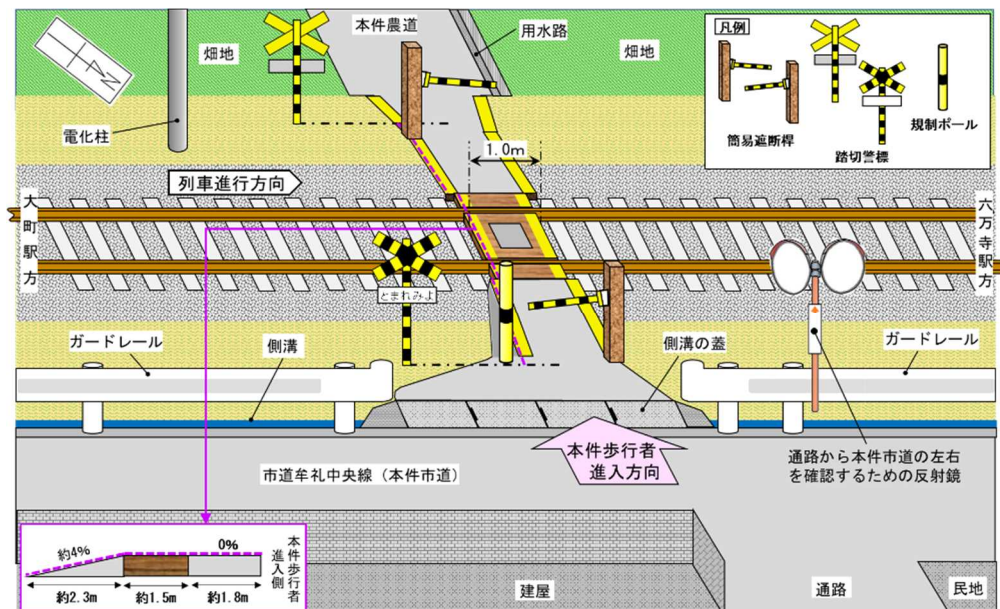 本件農道
用水路
畑地
畑地
凡例
簡易遮断桿
踏切警標
規制ポール
電化柱
1.0m
列車進行方向
大町駅方
六万寺駅方
とまれみよ
ガードレール
側溝
側溝の蓋
ガードレール
本件歩行者
進入方向
通路から本件市道の左右
を確認するための反射鏡
市道牟礼中央線(本件市道)
約4%
0%
本件歩行者
進入側
約2.3m
約1.5m
約1.8m
建屋
通路
民地